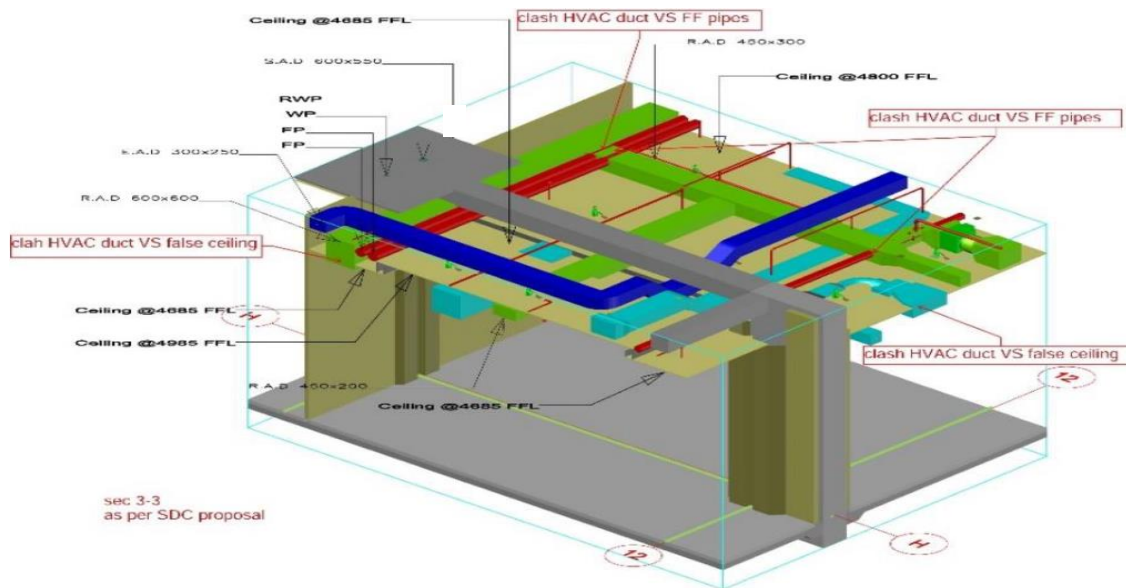 Ceiling @4685 FFL
clash HVAC duct VS FF pipes
R.A.D 450x300
S.A.D 600x550
Ceiling @4800 FFL
RWP
WP
FP
FP
clash HVAC duct VS FF pipes
E.A.D 300x250
R.A.D 600x600
clah HVAC duct VS false ceiling
Ceiling @4685 FFL
H
Ceiling @4985 FFL
clash HVAC duct VS false ceiling
R.A.D 450x200
Ceiling @4685 FFL
12
sec 3-3
as per SDC proposal
H
12